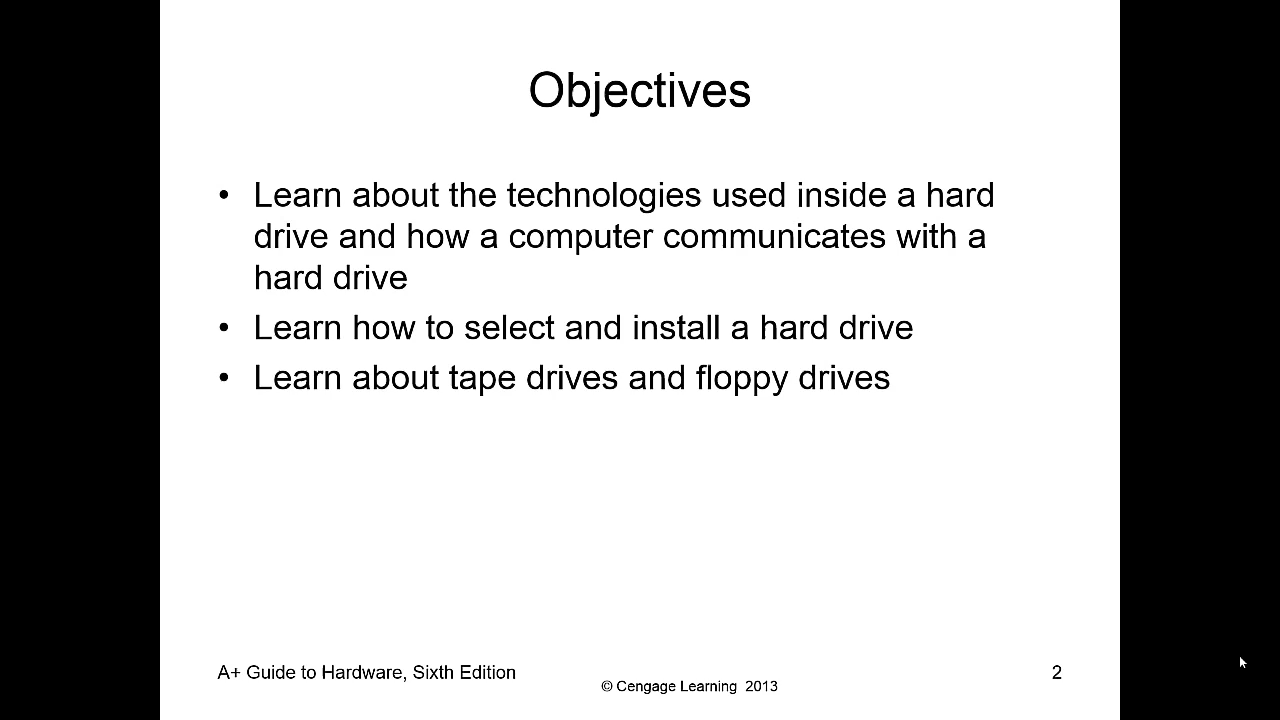 Objectives
• Learn about the technologies used inside a hard
drive and how a computer communicates with a
hard drive
• Learn how to select and install a hard drive
• Learn about tape drives and floppy drives
A+ Guide to Hardware, Sixth Edition
© Cengage Learning 2013
2